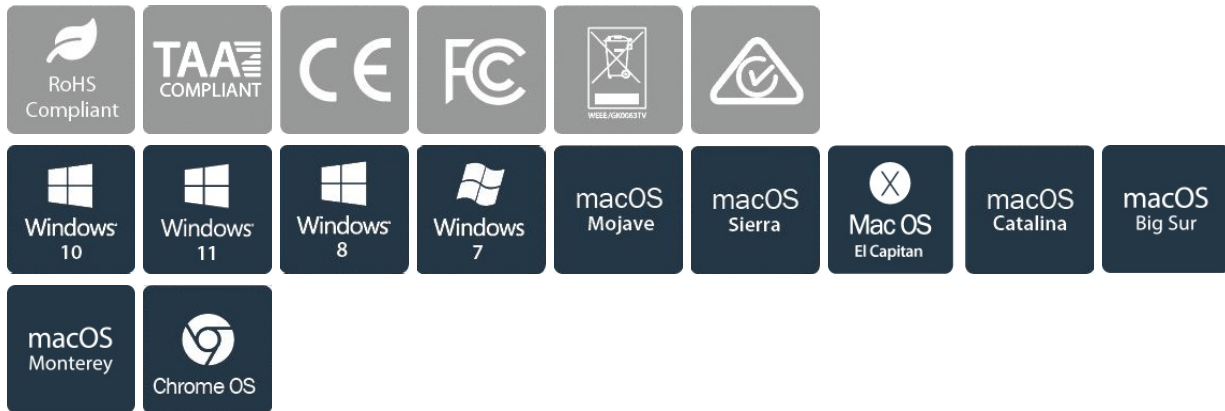 RoHS
Compliant
TAA
COMPLIANT
CE
FC
WEEE/GK0063TV
Windows
10
Windows
11
Windows
8
Windows
7
macOS
Mojave
macOS
Sierra
X
Mac OS
El Capitan
macOS
Catalina
macOS
Big Sur
macOS
Monterey
Chrome OS